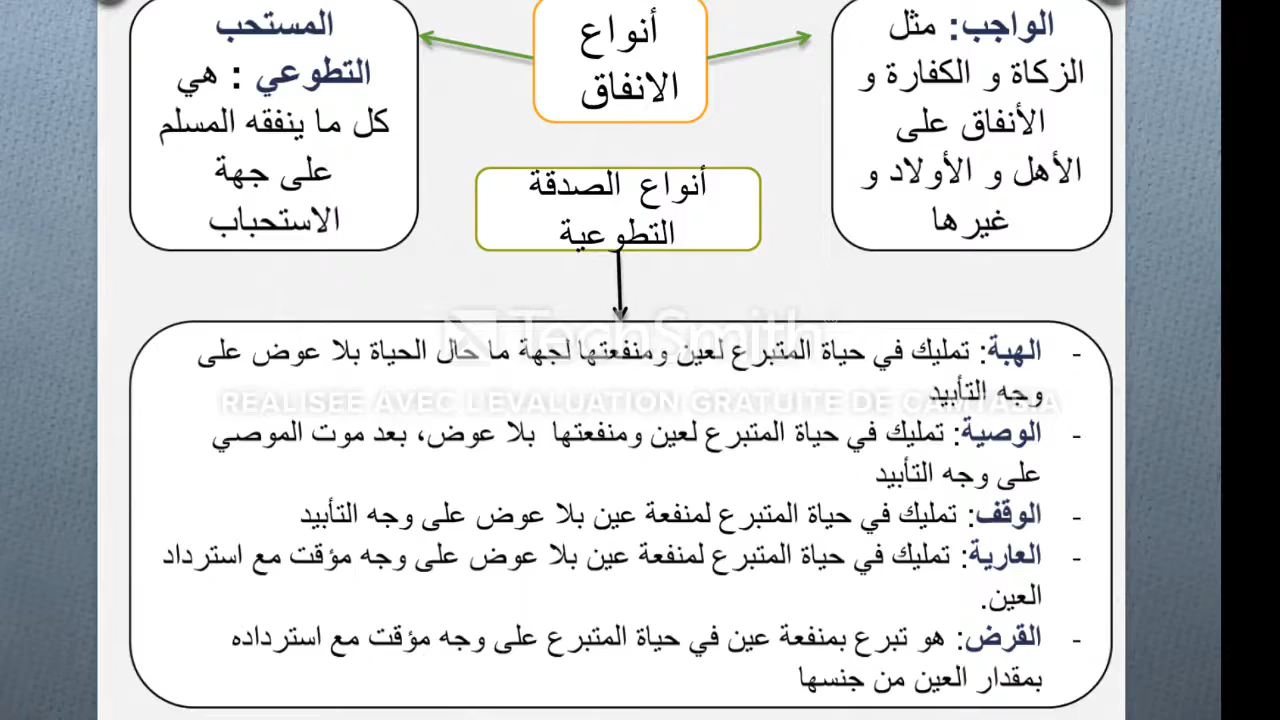 أنواع
الانفاق
الواجب: مثل
الزكاة و الكفارة و
الأنفاق على
الأهل و الأولاد و
غيرها
المستحب
التطوعي : هي
كل ما ينفقه المسلم
على جهة
الاستحباب
أنواع الصدقة
التطوعية
TechSmith
- الهبة: تمليك في حياة المتبرع لعين ومنفعتها لجهة ما حال الحياة بلا عوض على
وجه التأبيد
REALISEE AVEC L'EVALUATION GRATUITE DE CAMTASIA
- الوصية: تمليك في حياة المتبرع لعين ومنفعتها بلا عوض، بعد موت الموصي
على وجه التأبيد
- الوقف: تمليك في حياة المتبرع لمنفعة عين بلا عوض على وجه التأبيد
- العارية: تمليك في حياة المتبرع لمنفعة عين بلا عوض على وجه مؤقت مع استرداد
العين.
- القرض: هو تبرع بمنفعة عين في حياة المتبرع على وجه مؤقت مع استرداده
بمقدار العين من جنسها